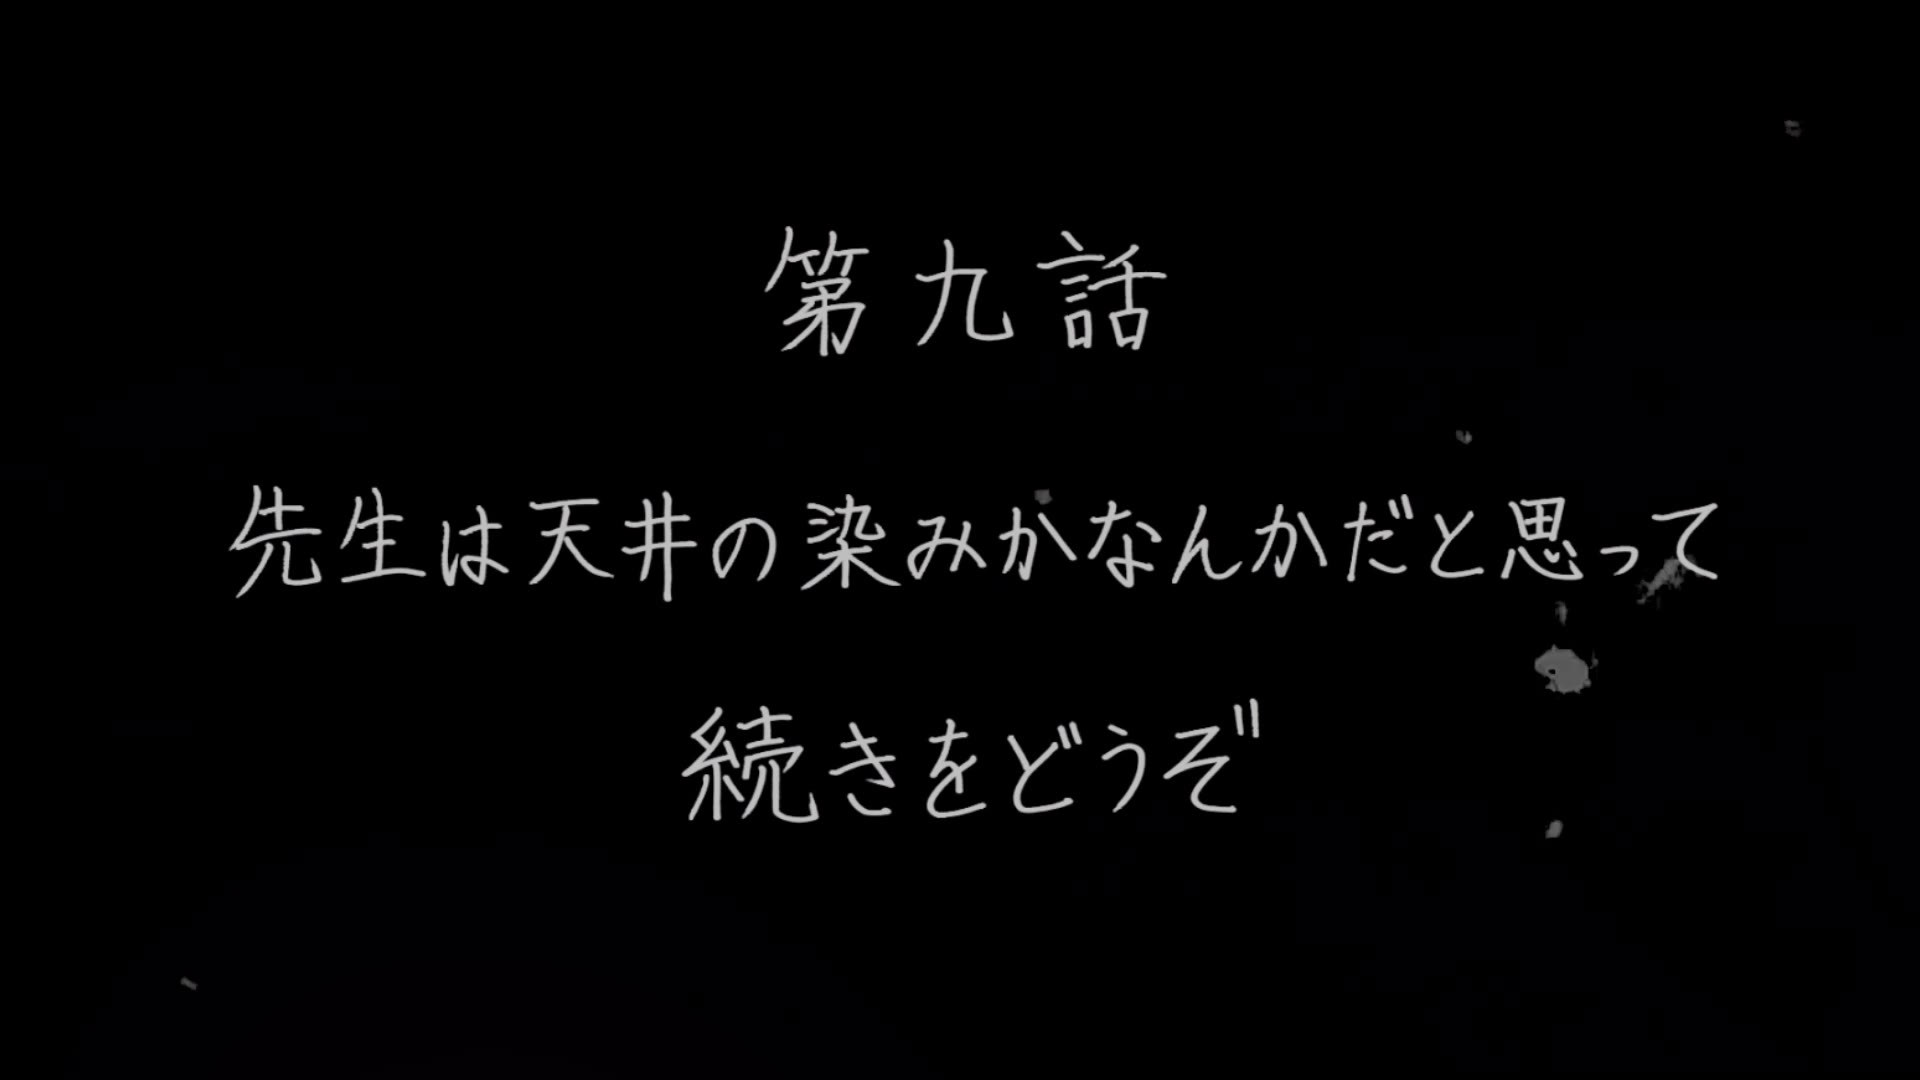 第九話
先生は天井の染みかなんかだと思って
続きをどうぞ